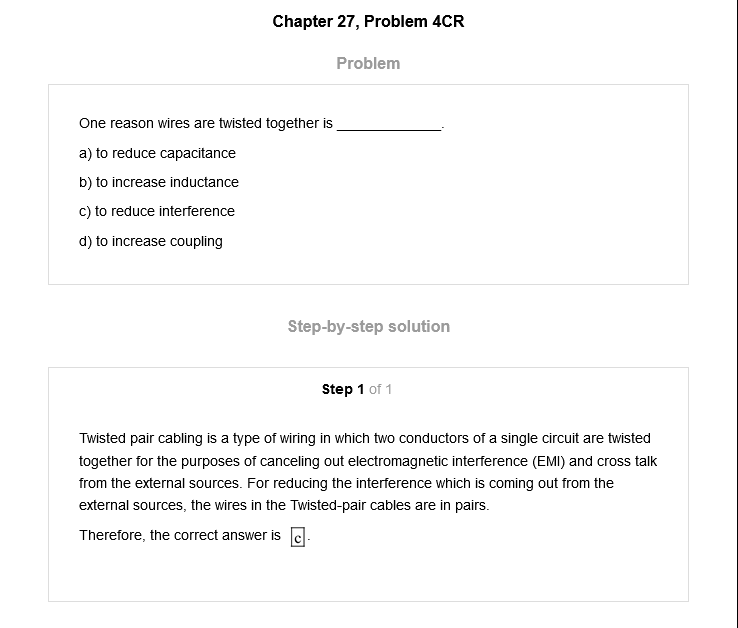 Chapter 27, Problem 4CR
Problem
One reason wires are twisted together is _____________.
a) to reduce capacitance
b) to increase inductance
c) to reduce interference
d) to increase coupling
Step-by-step solution
Step 1 of 1
Twisted pair cabling is a type of wiring in which two conductors of a single circuit are twisted
together for the purposes of canceling out electromagnetic interference (EMI) and cross talk
from the external sources. For reducing the interference which is coming out from the
external sources, the wires in the Twisted-pair cables are in pairs.
Therefore, the correct answer is c.